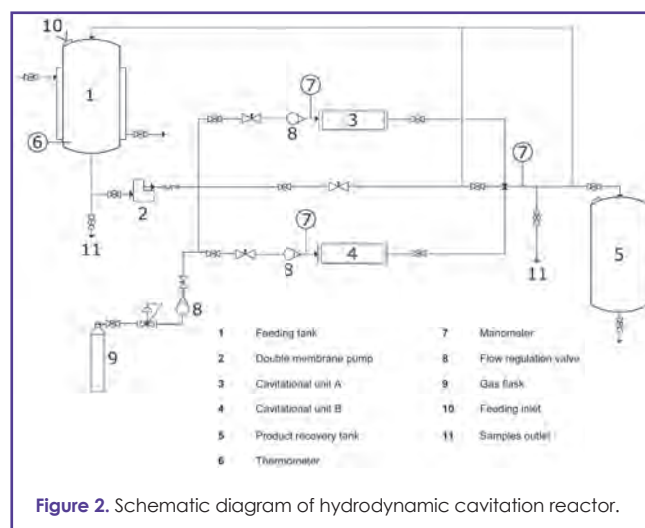 10
1
7
8
3
6
7
2
7
11
8
4
11
5
8
9
1 Feeding tank
2 Double membrane pump
3 Cavitational unit A
4 Cavitational unit B
5 Product recovery tank
6 Thermometer
7 Manometer
8 Flow regulation valve
9 Gas flask
10 Feeding inlet
11 Samples outlet
Figure 2. Schematic diagram of hydrodynamic cavitation reactor.